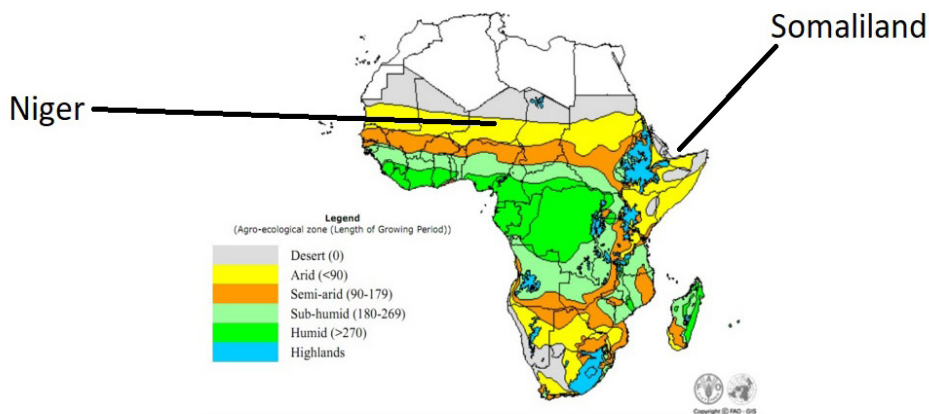 Somaliland
Niger
Legend
(Agro-ecological zone (Length of Growing Period))
Desert (0)
Arid (<90)
Semi-arid (90-179)
Sub-humid (180-269)
Humid (>270)
Highlands
Copyright © FAO - GIS